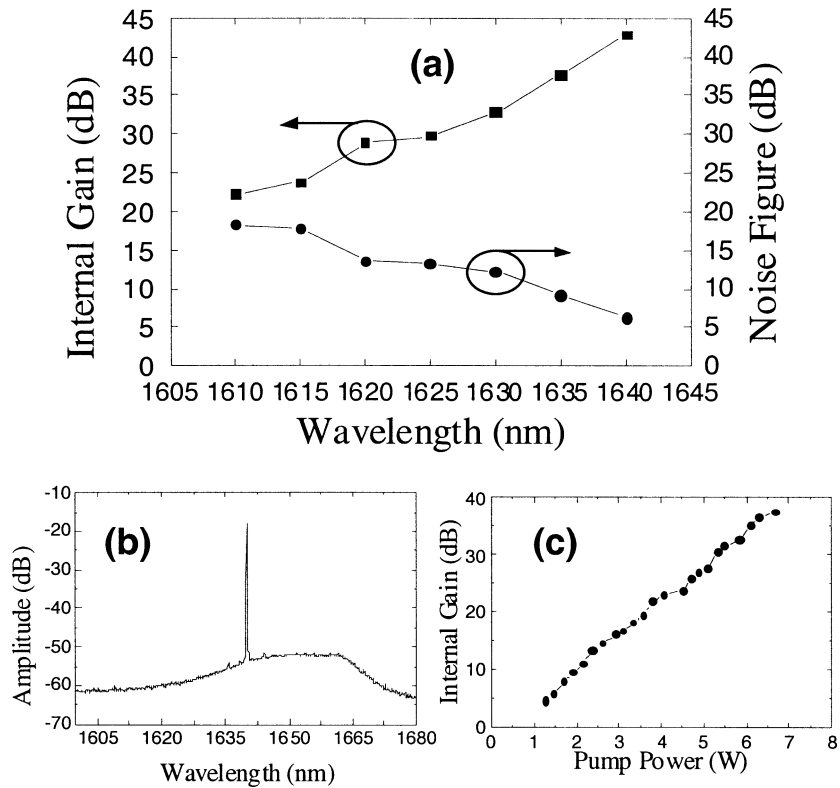 (a)
Internal Gain (dB)
45
40
35
30
25
20
15
10
5
0
Noise Figure (dB)
45
40
35
30
25
20
15
10
5
0
1605 1610 1615 1620 1625 1630 1635 1640 1645
Wavelength (nm)
(b)
Amplitude (dB)
-10
-20
-30
-40
-50
-60
-70
1605 1620 1635 1650 1665 1680
Wavelength (nm)
(c)
Internal Gain (dB)
40
30
20
10
0
0 1 2 3 4 5 6 7 8
Pump Power (W)